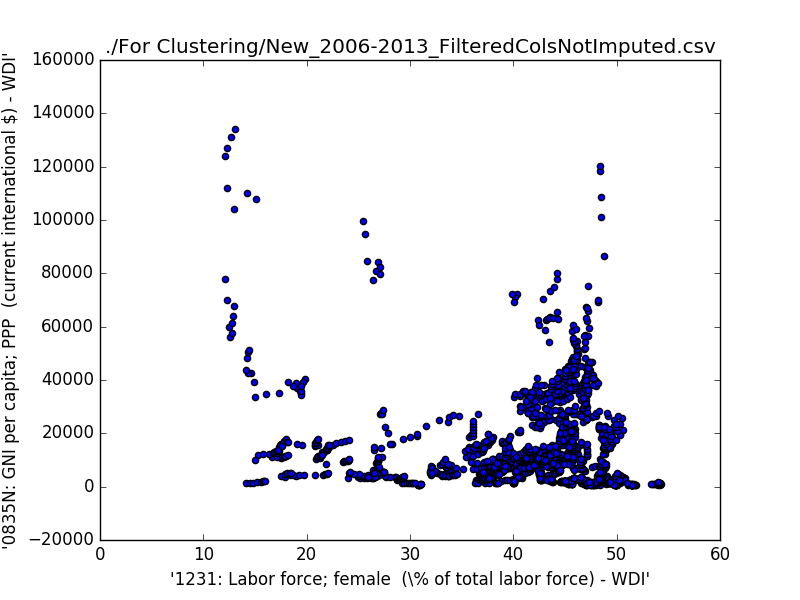 ./For Clustering/New_2006-2013_FilteredColsNotImputed.csv
'0835N: GNI per capita; PPP  (current international $) - WDI'
160000
140000
120000
100000
80000
60000
40000
20000
0
−20000
0 10 20 30 40 50 60
'1231: Labor force; female  (\% of total labor force) - WDI'